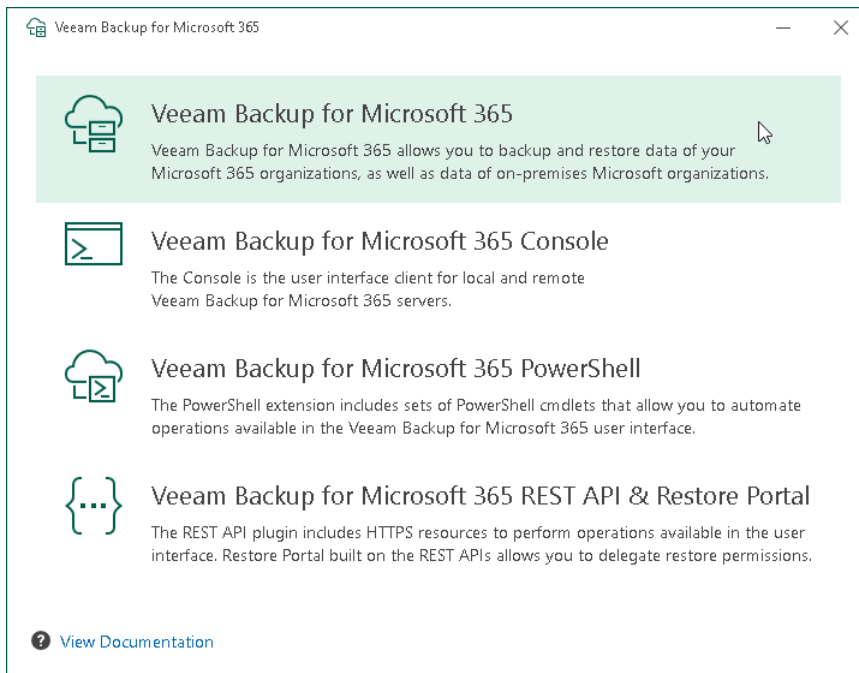 Veeam Backup for Microsoft 365
Veeam Backup for Microsoft 365
Veeam Backup for Microsoft 365 allows you to backup and restore data of your
Microsoft 365 organizations, as well as data of on-premises Microsoft organizations.
Veeam Backup for Microsoft 365 Console
The Console is the user interface client for local and remote
Veeam Backup for Microsoft 365 servers.
Veeam Backup for Microsoft 365 PowerShell
The PowerShell extension includes sets of PowerShell cmdlets that allow you to automate
operations available in the Veeam Backup for Microsoft 365 user interface.
Veeam Backup for Microsoft 365 REST API & Restore Portal
The REST API plugin includes HTTPS resources to perform operations available in the user
interface. Restore Portal built on the REST APIs allows you to delegate restore permissions.
View Documentation